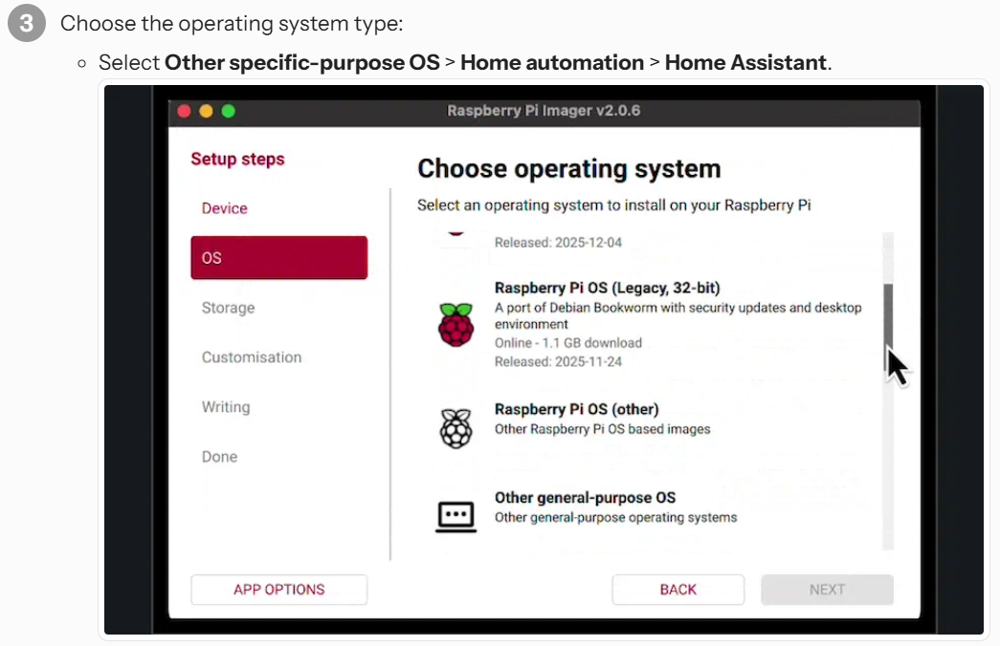 3 Choose the operating system type:
Select Other specific-purpose OS > Home automation > Home Assistant.
Raspberry Pi Imager v2.0.6
Setup steps
Device
OS
Storage
Customisation
Writing
Done
APP OPTIONS
Choose operating system
Select an operating system to install on your Raspberry Pi
Released: 2025-12-04
Raspberry Pi OS (Legacy, 32-bit)
A port of Debian Bookworm with security updates and desktop
environment
Online - 1.1 GB download
Released: 2025-11-24
Raspberry Pi OS (other)
Other Raspberry Pi OS based images
Other general-purpose OS
Other general-purpose operating systems
BACK
NEXT